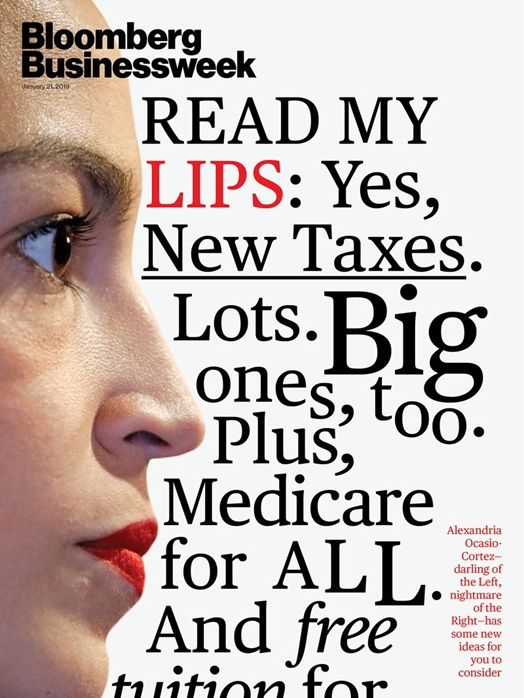 Bloomberg
Businessweek
January 21, 2019
READ MY
LIPS: Yes,
New Taxes.
Lots. Big
ones, too.
Plus,
Medicare
for ALL.
And free
tuition for
Alexandria
Ocasio-
Cortez—
darling of
the Left,
nightmare
of the
Right—has
some new
ideas for
you to
consider